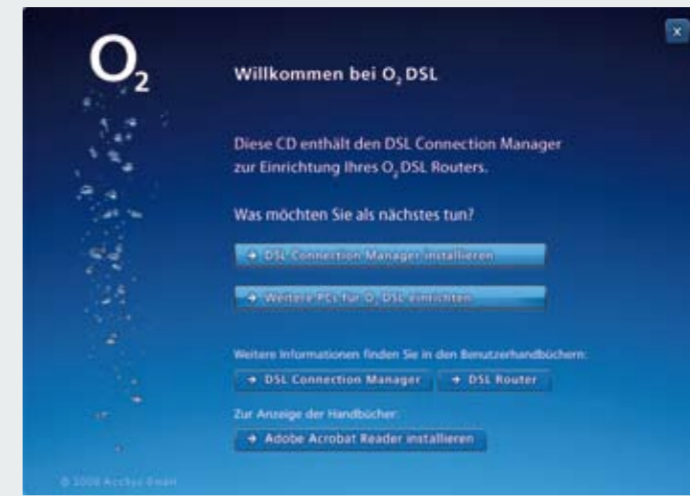 O2
x
Willkommen bei O2 DSL
Diese CD enthält den DSL Connection Manager
zur Einrichtung Ihres O2 DSL Routers.
Was möchten Sie als nächstes tun?
→ DSL Connection Manager installieren
→ Weitere PCs für O2 DSL einrichten
Weitere Informationen finden Sie in den Benutzerhandbüchern:
→ DSL Connection Manager → DSL Router
Zur Anzeige der Handbücher:
→ Adobe Acrobat Reader installieren